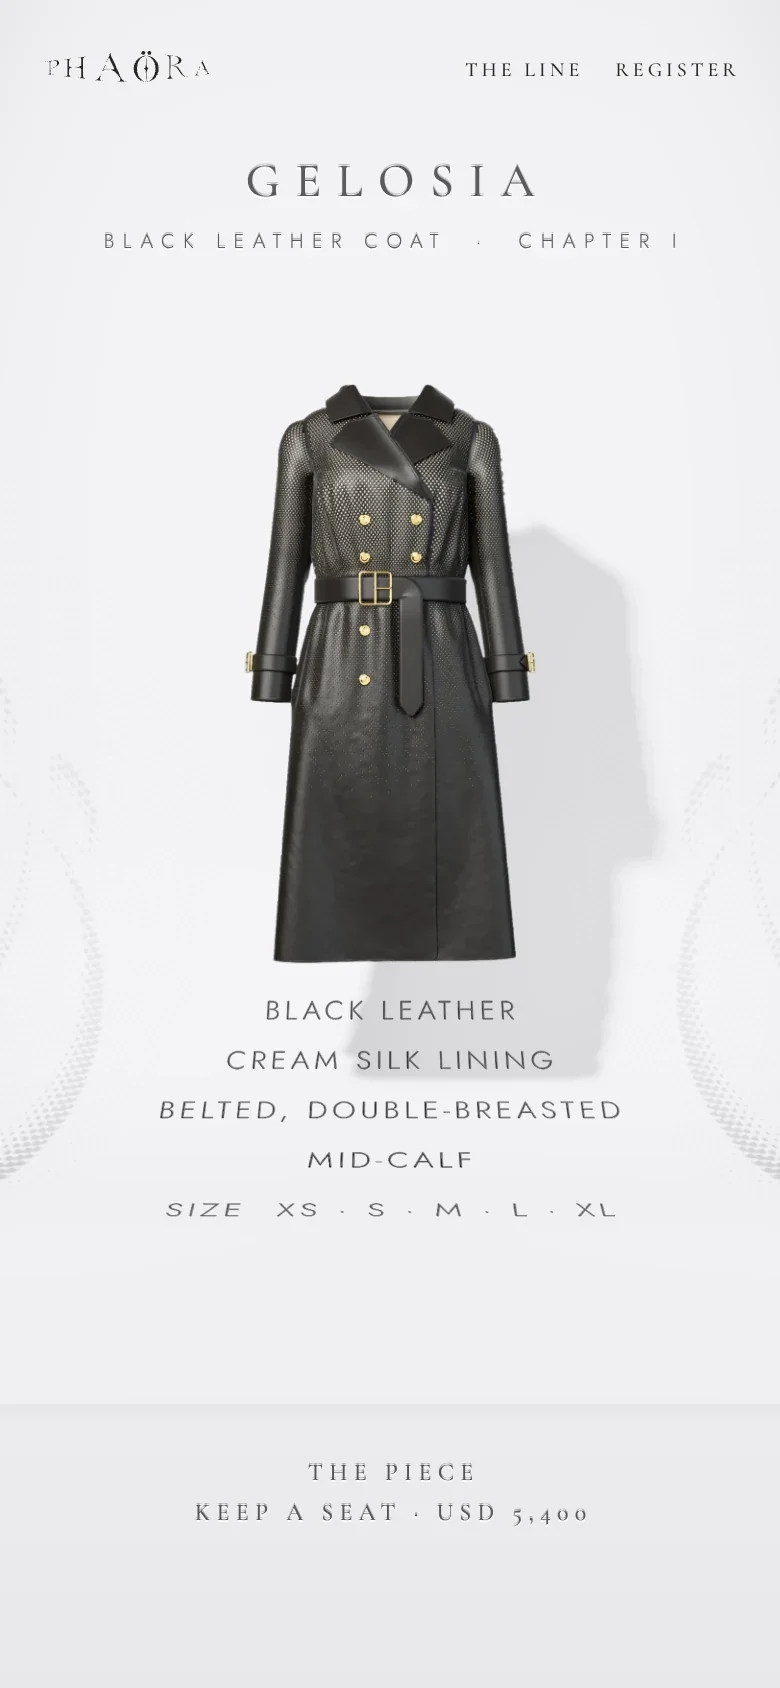 PHAÖRA
THE LINE REGISTER
GELOSIA
BLACK LEATHER COAT · CHAPTER I
BLACK LEATHER
CREAM SILK LINING
BELTED, DOUBLE-BREASTED
MID-CALF
SIZE XS · S · M · L · XL
THE PIECE
KEEP A SEAT · USD 5,400